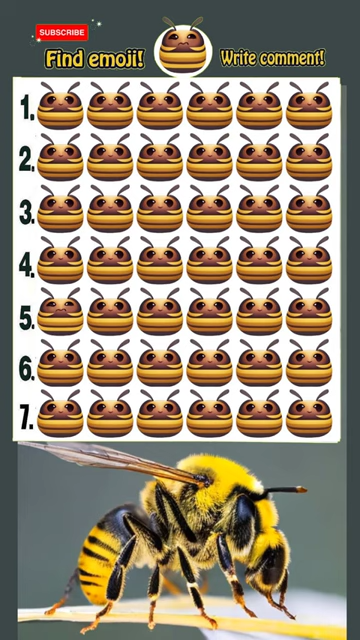 SUBSCRIBE
Find emoji!
Write comment!
1.
2.
3.
4.
5.
6.
7.